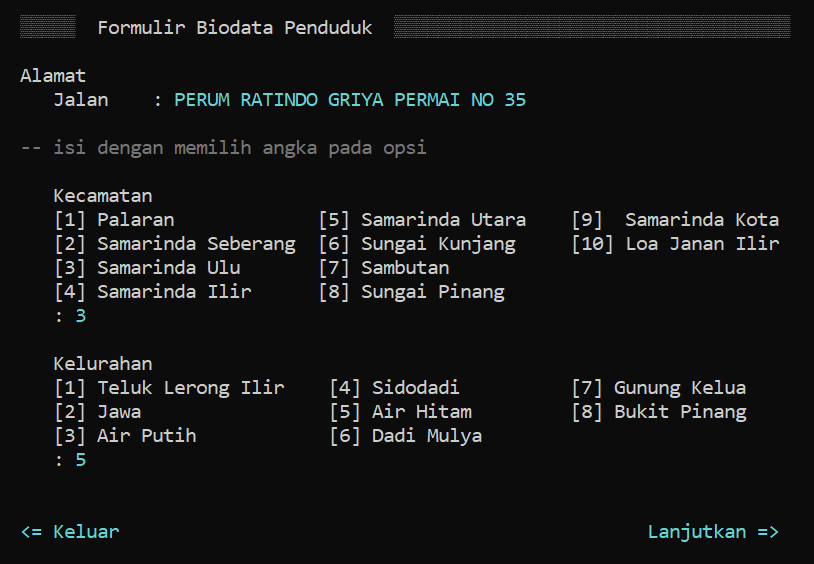 Formulir Biodata Penduduk
Alamat
Jalan : PERUM RATINDO GRIYA PERMAI NO 35
-- isi dengan memilih angka pada opsi
Kecamatan
[1] Palaran [5] Samarinda Utara [9] Samarinda Kota
[2] Samarinda Seberang [6] Sungai Kunjang [10] Loa Janan Ilir
[3] Samarinda Ulu [7] Sambutan
[4] Samarinda Ilir [8] Sungai Pinang
: 3
Kelurahan
[1] Teluk Lerong Ilir [4] Sidodadi [7] Gunung Kelua
[2] Jawa [5] Air Hitam [8] Bukit Pinang
[3] Air Putih [6] Dadi Mulya
: 5
<= Keluar Lanjutkan =>